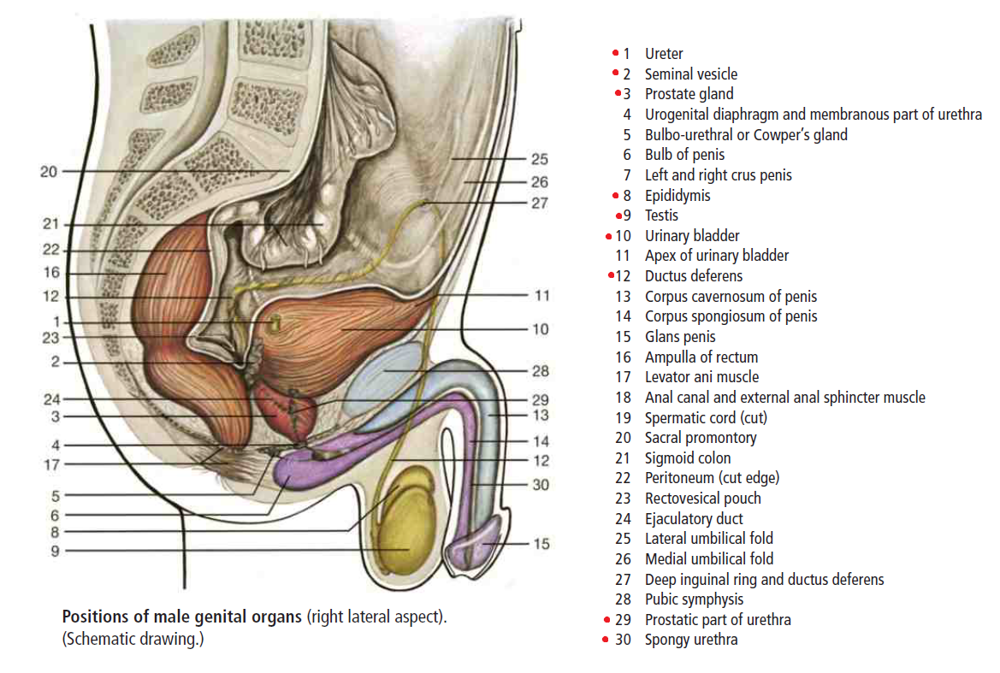 20
21
22
16
12
1
23
2
24
3
4
17
5
6
8
9
25
26
27
11
10
28
29
13
14
12
30
15
Positions of male genital organs (right lateral aspect).
(Schematic drawing.)
1 Ureter
2 Seminal vesicle
3 Prostate gland
4 Urogenital diaphragm and membranous part of urethra
5 Bulbo-urethral or Cowper's gland
6 Bulb of penis
7 Left and right crus penis
8 Epididymis
9 Testis
10 Urinary bladder
11 Apex of urinary bladder
12 Ductus deferens
13 Corpus cavernosum of penis
14 Corpus spongiosum of penis
15 Glans penis
16 Ampulla of rectum
17 Levator ani muscle
18 Anal canal and external anal sphincter muscle
19 Spermatic cord (cut)
20 Sacral promontory
21 Sigmoid colon
22 Peritoneum (cut edge)
23 Rectovesical pouch
24 Ejaculatory duct
25 Lateral umbilical fold
26 Medial umbilical fold
27 Deep inguinal ring and ductus deferens
28 Pubic symphysis
29 Prostatic part of urethra
30 Spongy urethra